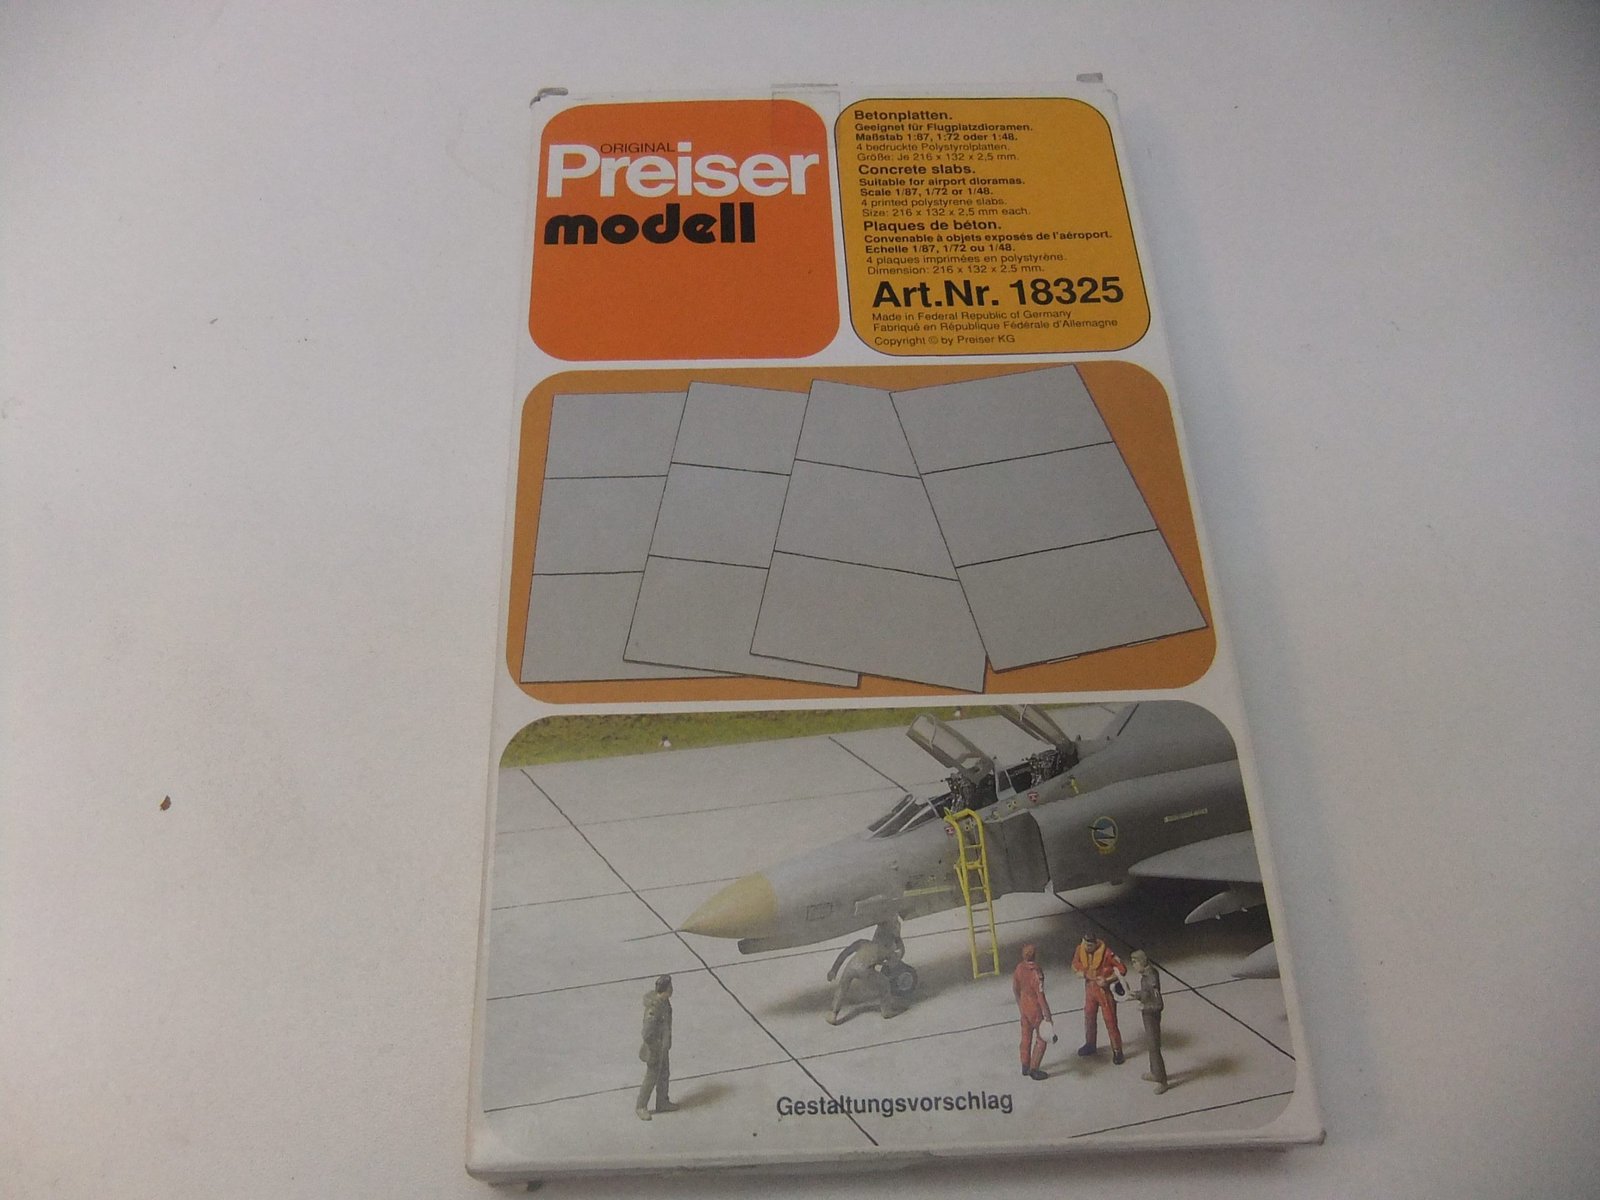 ORIGINAL
Preiser
modell
Betonplatten.
Geeignet für Flugplatzdioramen.
Maßstab 1:87, 1:72 oder 1:48.
4 bedruckte Polystyrolplatten.
Größe: Je 216 x 132 x 2,5 mm.
Concrete slabs.
Suitable for airport dioramas.
Scale 1/87, 1/72 or 1/48.
4 printed polystyrene slabs.
Size: 216 x 132 x 2,5 mm each.
Plaques de béton.
Convenable à objets exposés de l'aéroport.
Echelle 1/87, 1/72 ou 1/48.
4 plaques imprimées en polystyrène.
Dimension: 216 x 132 x 2.5 mm.
Art.Nr. 18325
Made in Federal Republic of Germany
Fabriqué en République Fédérale d'Allemagne
Copyright © by Preiser KG
Gestaltungsvorschlag